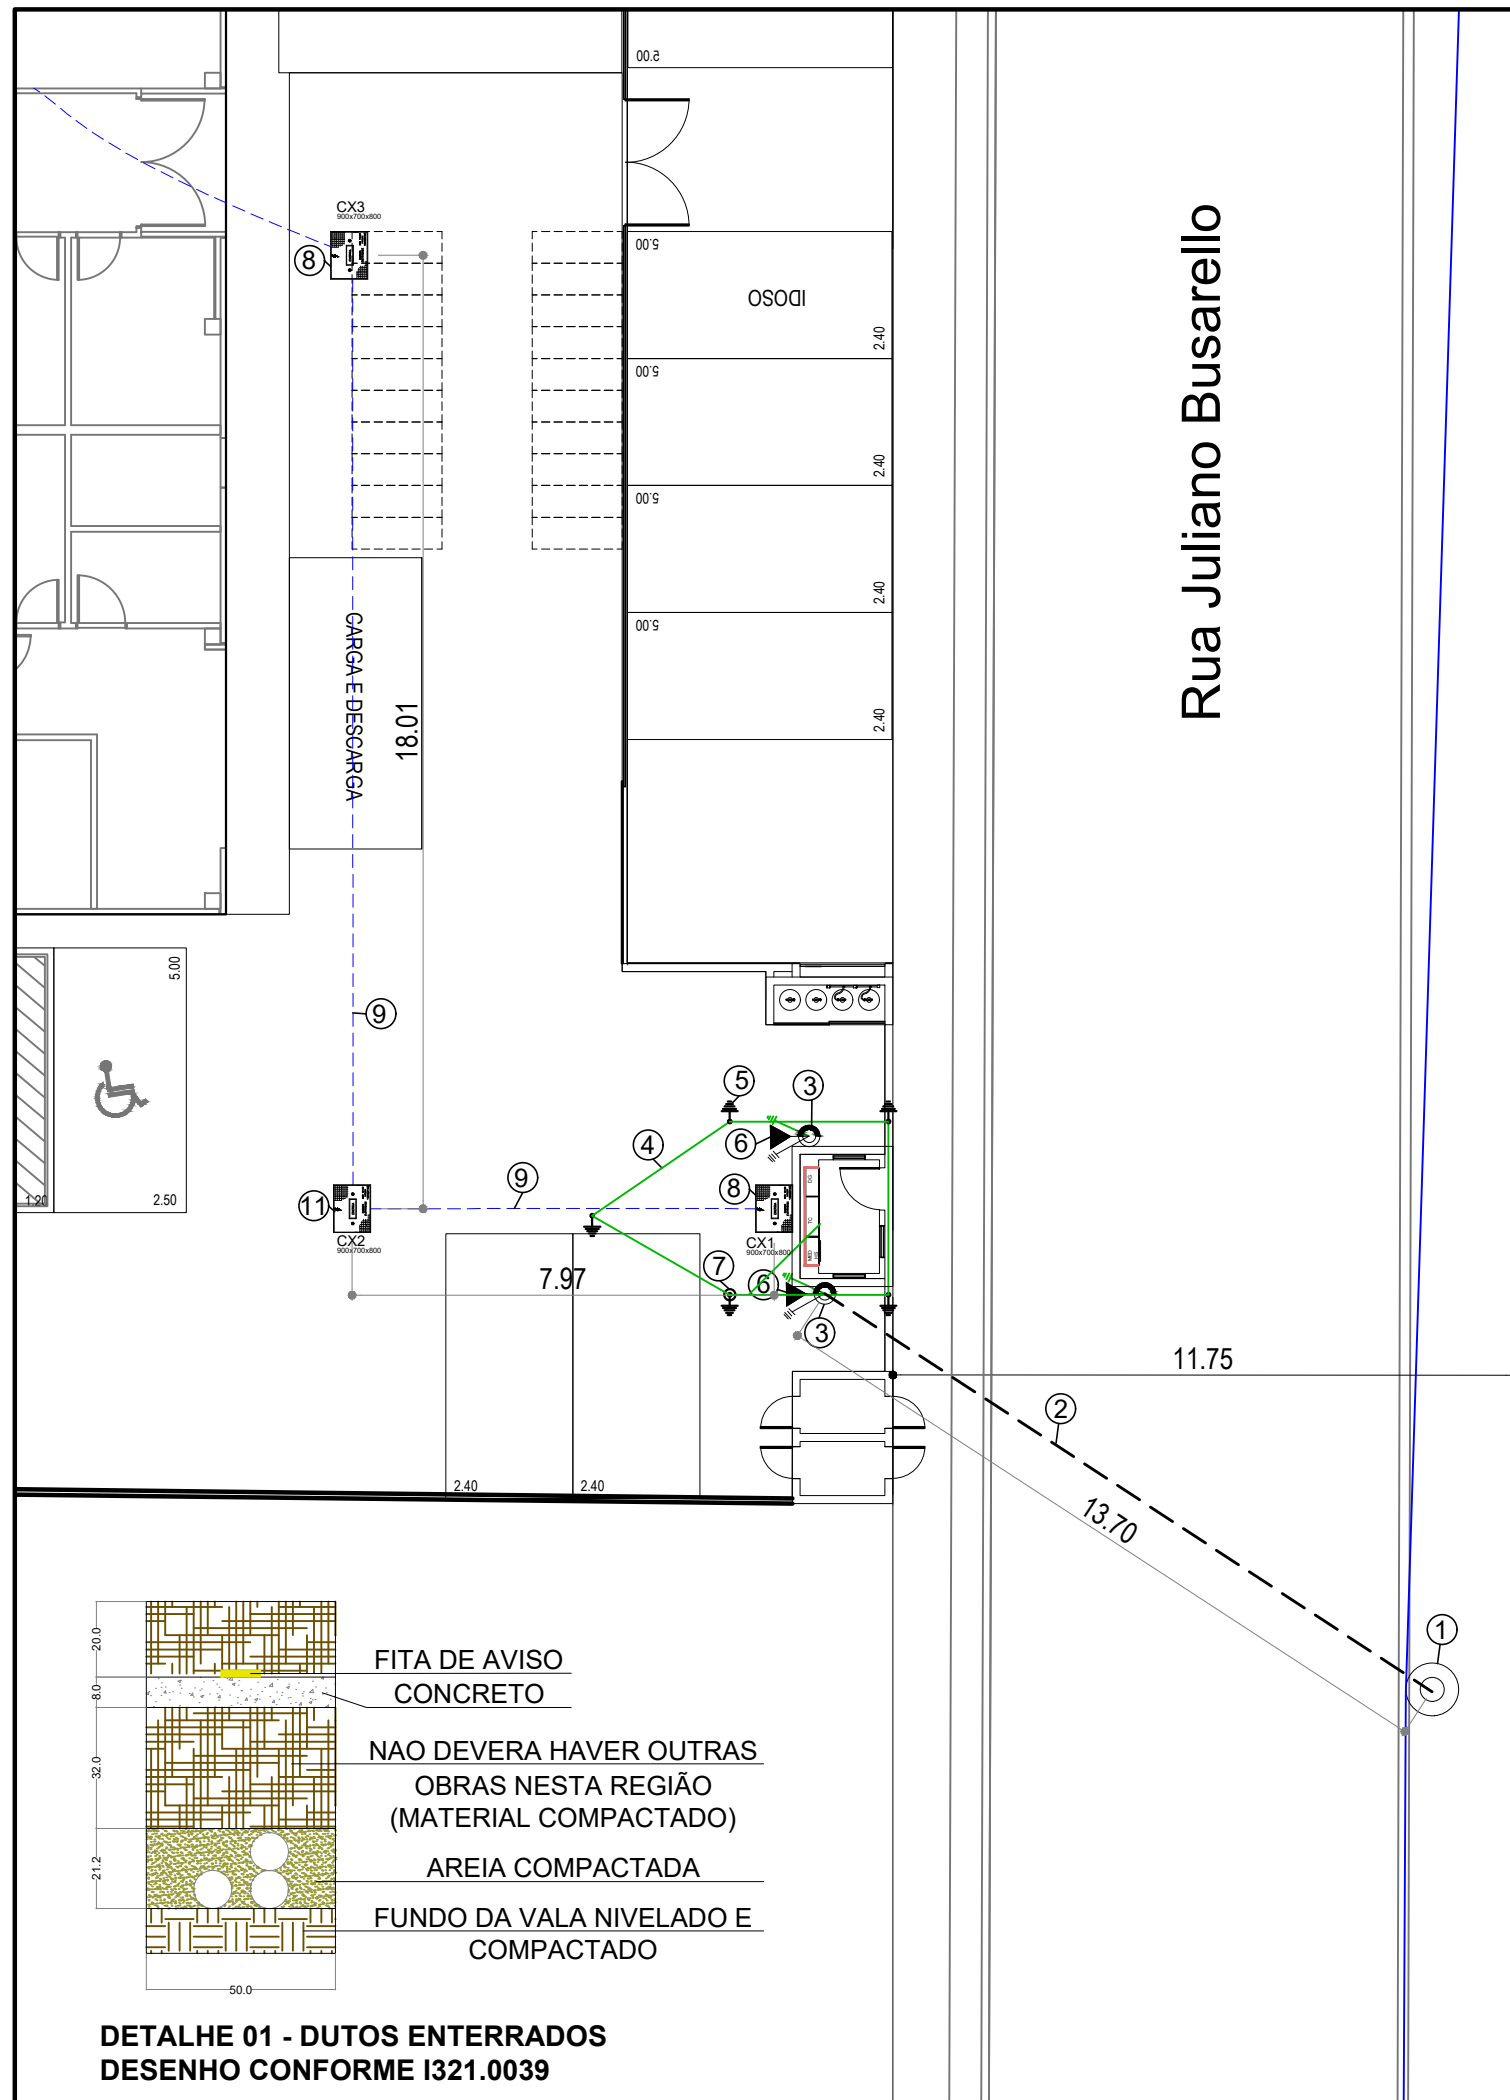 5.00
CX3
900x700x800
8
5.00
IDOSO
2.40
5.00
2.40
5.00
2.40
5.00
2.40
Rua Juliano Busarello
CARGA E DESCARGA
18.01
5.00
9
1.20
2.50
5
3
4
6
9
8
11
CX2
900x700x800
CX1
900x700x800
DG
TC
MED
HS
7
6
3
7.97
11.75
2
13.70
1
2.40
2.40
20.0
8.0
32.0
21.2
50.0
FITA DE AVISO
CONCRETO
NAO DEVERA HAVER OUTRAS
OBRAS NESTA REGIÃO
(MATERIAL COMPACTADO)
AREIA COMPACTADA
FUNDO DA VALA NIVELADO E
COMPACTADO
DETALHE 01 - DUTOS ENTERRADOS
DESENHO CONFORME I321.0039